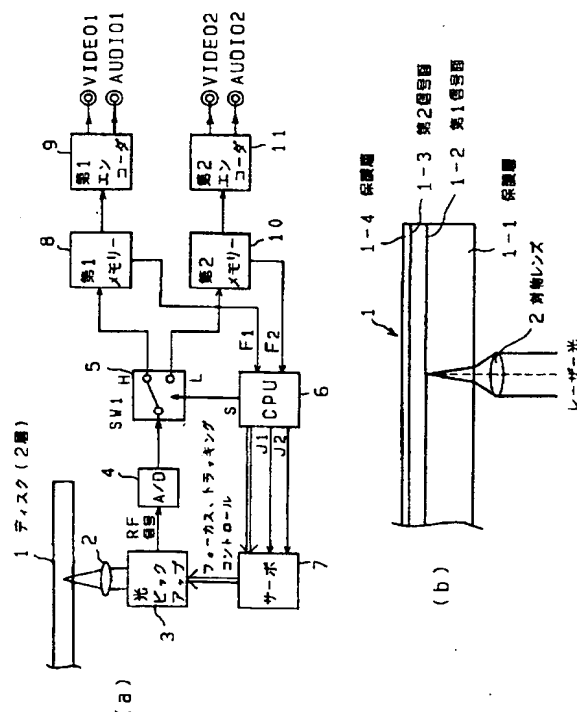 (a)
1 ディスク(2層)
2
光ピックアップ
3
RF信号
A/D
4
SW1
5
H
L
S
CPU
6
F1
F2
J1
J2
フォーカス、トラッキング
コントロール
サーボ
7
第1メモリー
8
第1エンコーダ
9
VIDEO1
AUDIO1
第2メモリー
10
第2エンコーダ
11
VIDEO2
AUDIO2
(b)
1
1-4 保護層
1-3 第2信号面
1-2 第1信号面
1-1 保護層
2 対物レンズ
レーザー光